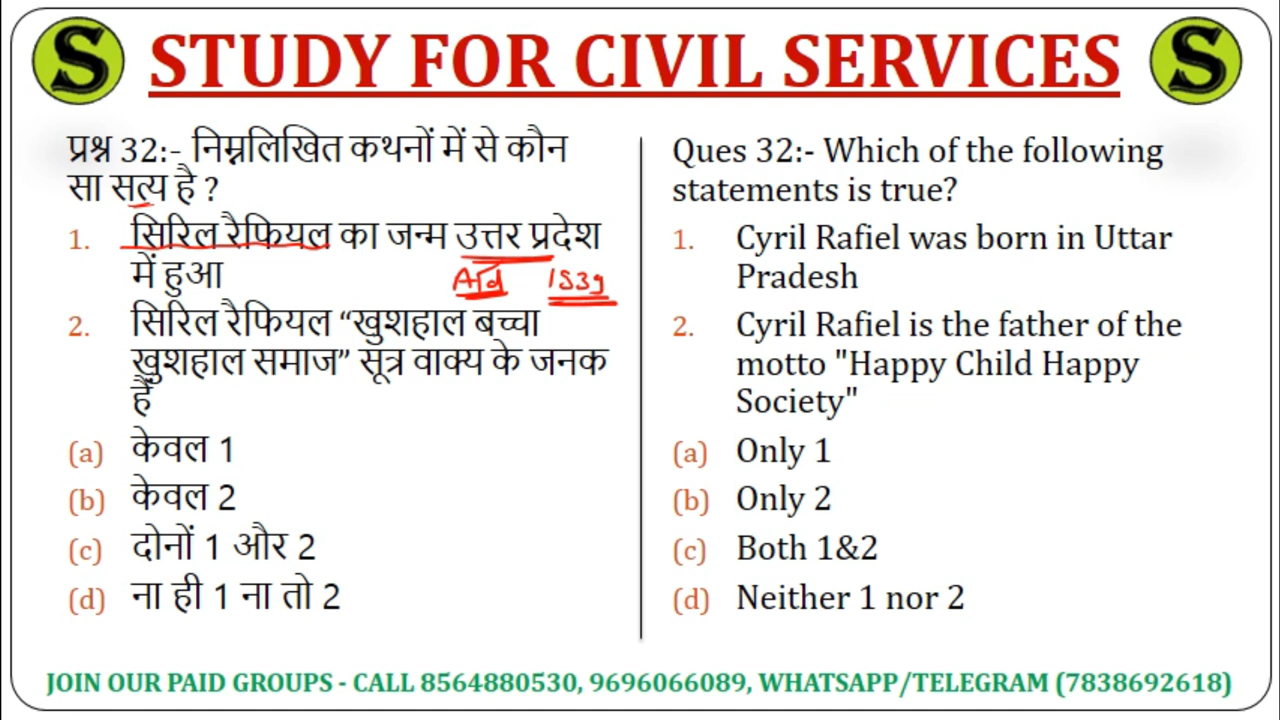 S STUDY FOR CIVIL SERVICES S
प्रश्न 32:- निम्नलिखित कथनों में से कौन
सा सत्य है ?
1. सिरिल रैफियल का जन्म उत्तर प्रदेश
में हुआ
2. सिरिल रैफियल “खुशहाल बच्चा
खुशहाल समाज” सूत्र वाक्य के जनक
हैं
(a) केवल 1
(b) केवल 2
(c) दोनों 1 और 2
(d) ना ही 1 ना तो 2
Ques 32:- Which of the following
statements is true?
1. Cyril Rafiel was born in Uttar
Pradesh
2. Cyril Rafiel is the father of the
motto "Happy Child Happy
Society"
(a) Only 1
(b) Only 2
(c) Both 1&2
(d) Neither 1 nor 2
JOIN OUR PAID GROUPS - CALL 8564880530, 9696066089, WHATSAPP/TELEGRAM (7838692618)